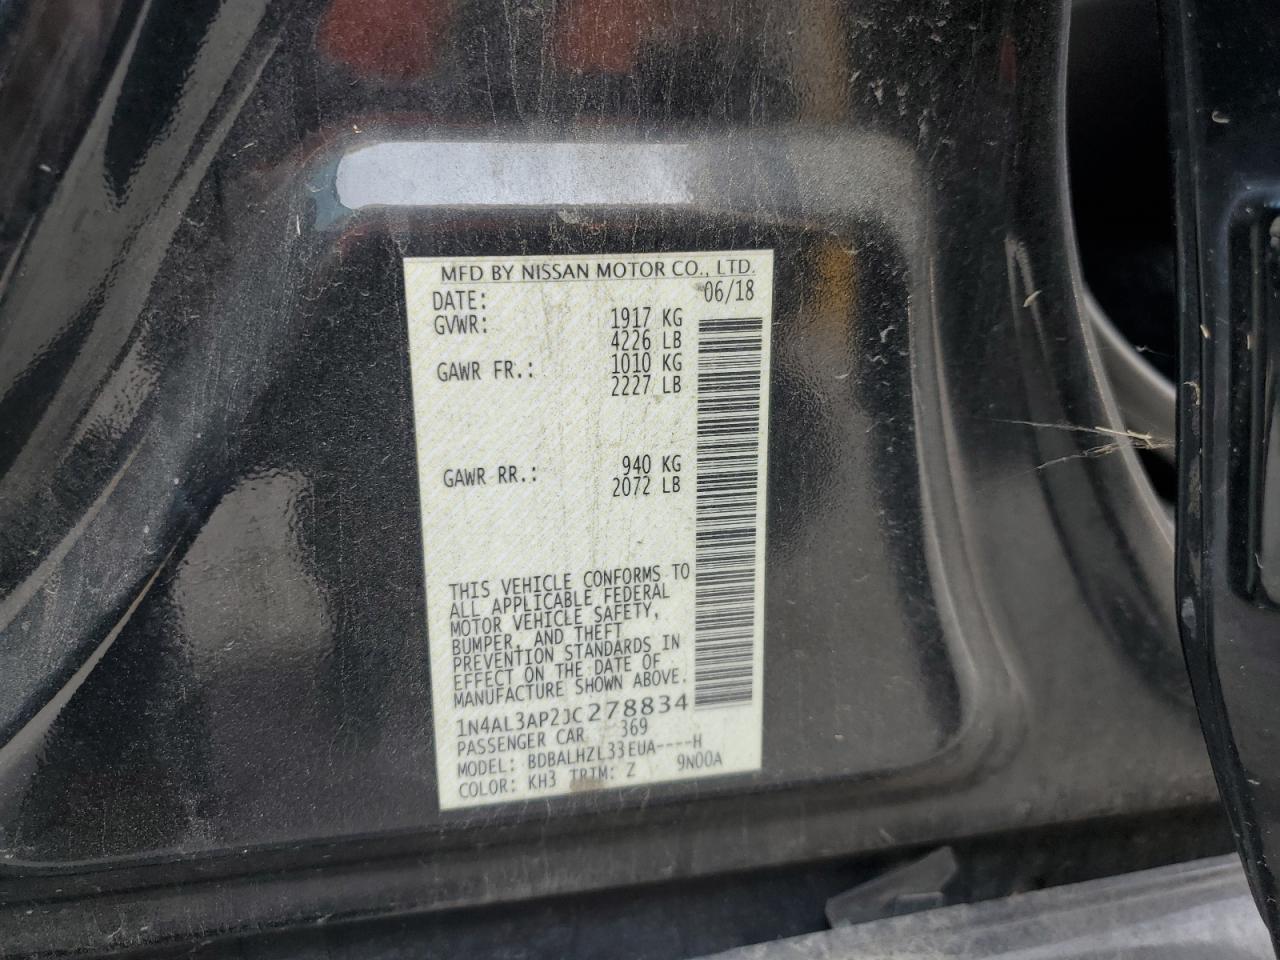 MFD BY NISSAN MOTOR CO., LTD.
DATE: 06/18
GVWR: 1917 KG
4226 LB
GAWR FR.: 1010 KG
2227 LB
GAWR RR.: 940 KG
2072 LB
THIS VEHICLE CONFORMS TO
ALL APPLICABLE FEDERAL
MOTOR VEHICLE SAFETY,
BUMPER, AND THEFT
PREVENTION STANDARDS IN
EFFECT ON THE DATE OF
MANUFACTURE SHOWN ABOVE.
1N4AL3AP2JC278834
PASSENGER CAR 369
MODEL: BDBALHZL33EUA----H
COLOR: KH3 TRIM: Z 9N00A